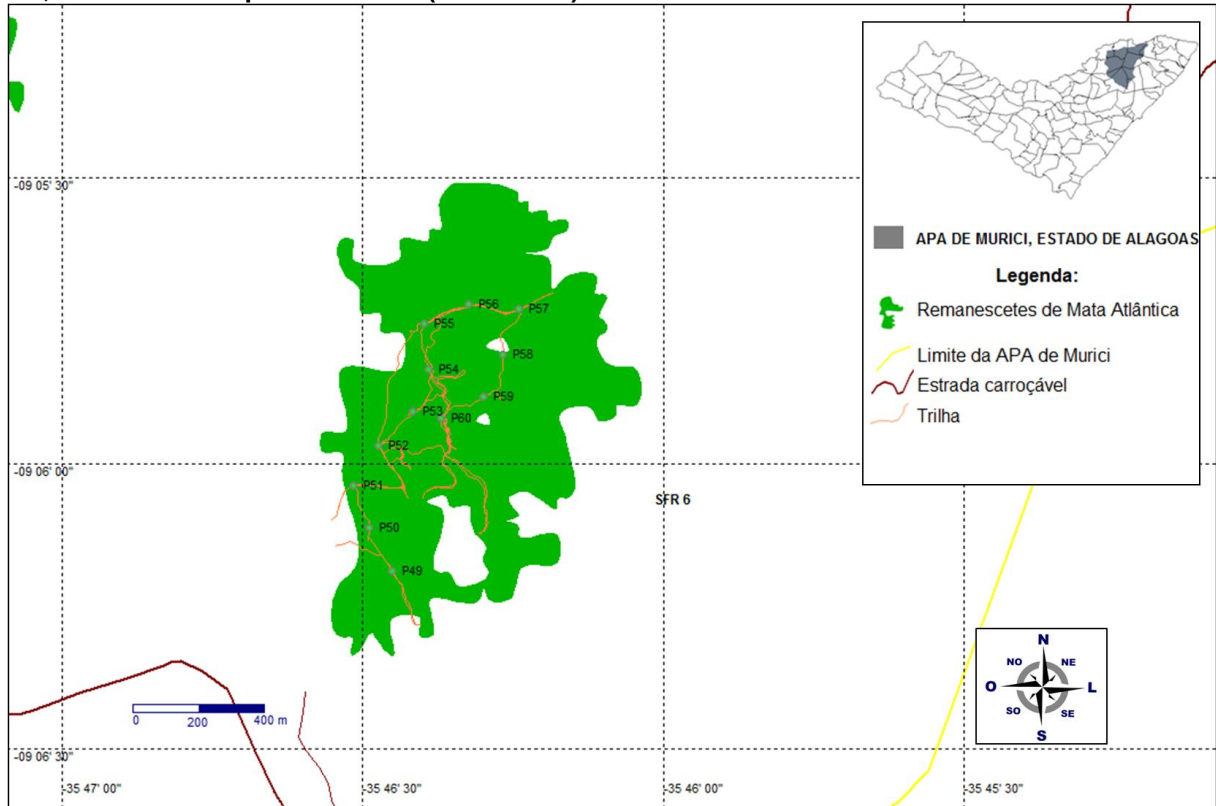 APA DE MURICI, ESTADO DE ALAGOAS
Legenda:
Remanescetes de Mata Atlântica
Limite da APA de Murici
Estrada carroçável
Trilha
-09 05' 30"
P56
P57
P55
P58
P54
P59
P53
P60
P52
-09 06' 00"
P51
SFR 6
P50
P49
N
NO
NE
O
L
SO
SE
S
0
200
400 m
-09 06' 30"
-35 47' 00"
-35 46' 30"
-35 46' 00"
-35 45' 30"